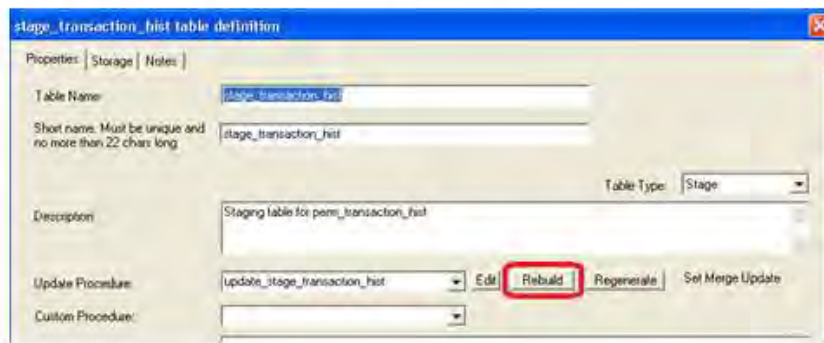 stage_transaction_hist table definition
Properties Storage Notes
Table Name:
stage_transaction_hist
Short name. Must be unique and
no more than 22 chars long
stage_transaction_hist
Table Type: Stage
Description:
Staging table for perm_transaction_hist
Update Procedure: update_stage_transaction_hist Edit Rebuild Regenerate Set Merge Update
Custom Procedure: